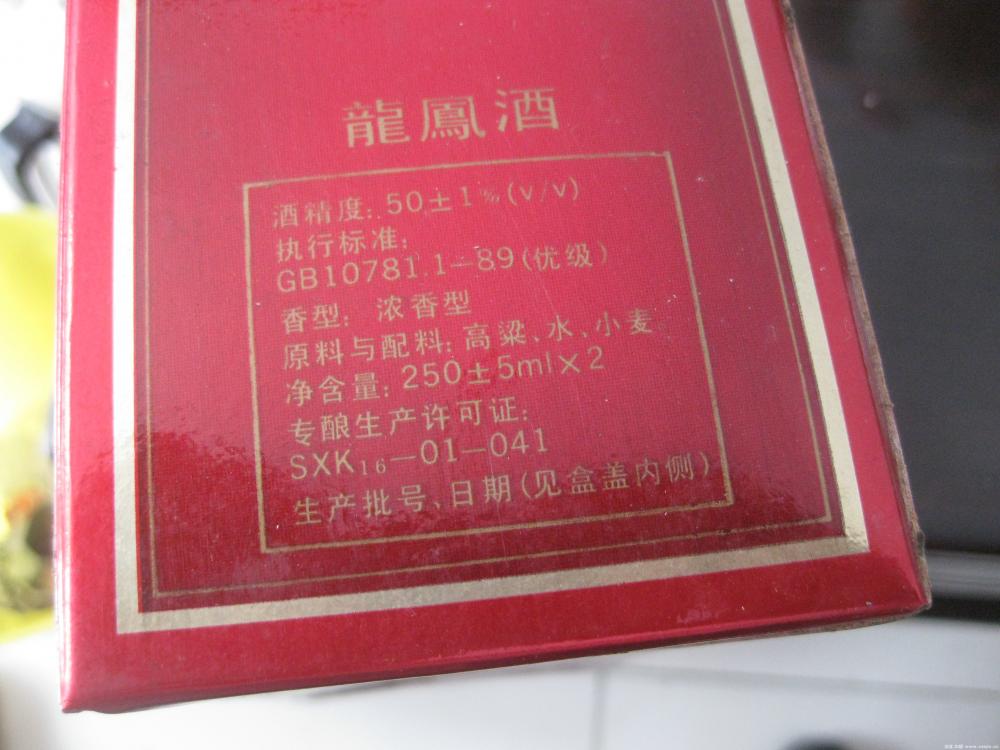 龍鳳酒
酒精度:50±1%(v/v)
执行标准:
GB10781.1—89(优级)
香型: 浓香型
原料与配料:高粱、水、小麦
净含量:250±5ml×2
专酿生产许可证:
SXK16—01—041
生产批号、日期(见盒盖内侧)